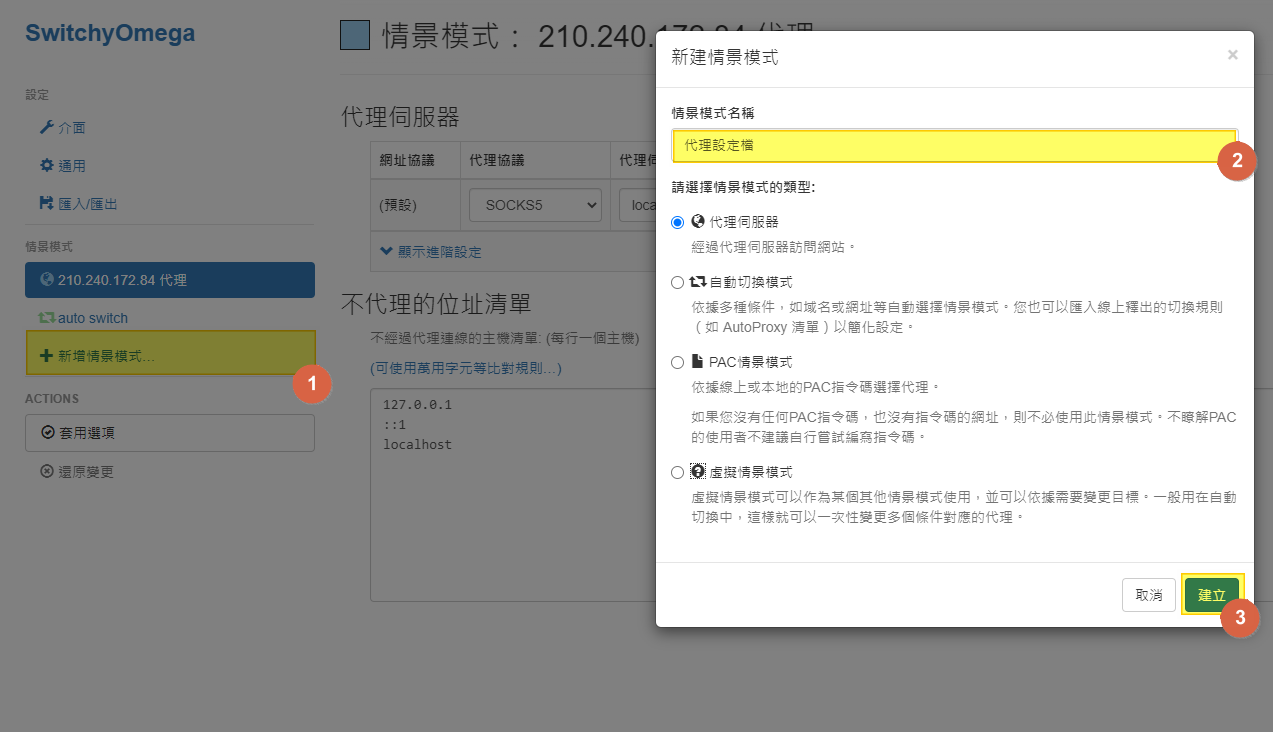 SwitchyOmega
設定
介面
通用
匯入/匯出
情景模式
210.240.172.84 代理
auto switch
新增情景模式...
1
ACTIONS
套用選項
還原變更
情景模式： 210.240.172.84 代理
代理伺服器
網址協議 代理協議 代理伺
(預設) SOCKS5 loca
顯示進階設定
不代理的位址清單
不經過代理連線的主機清單: (每行一個主機)
(可使用萬用字元等比對規則…)
127.0.0.1
::1
localhost
新建情景模式 ×
情景模式名稱
代理設定檔
2
請選擇情景模式的類型:
代理伺服器
經過代理伺服器訪問網站。
自動切換模式
依據多種條件，如域名或網址等自動選擇情景模式。您也可以匯入線上釋出的切換規則
（如 AutoProxy 清單）以簡化設定。
PAC情景模式
依據線上或本地的PAC指令碼選擇代理。
如果您沒有任何PAC指令碼，也沒有指令碼的網址，則不必使用此情景模式。不瞭解PAC
的使用者不建議自行嘗試編寫指令碼。
虛擬情景模式
虛擬情景模式可以作為某個其他情景模式使用，並可以依據需要變更目標。一般用在自動
切換中，這樣就可以一次性變更多個條件對應的代理。
取消 建立
3